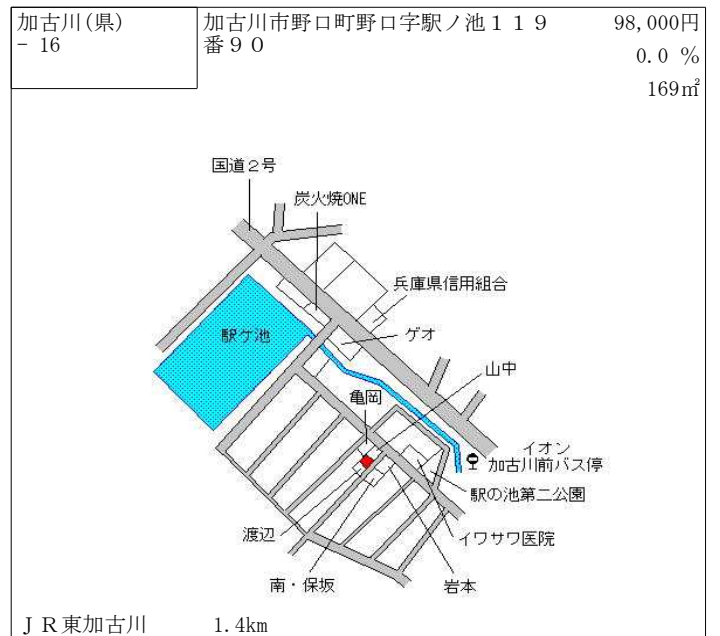 加古川(県)
- 16
加古川市野口町野口字駅ノ池１１９
番９０
98,000円
0.0 %
169㎡
国道２号
炭火焼ONE
兵庫県信用組合
駅ケ池
ゲオ
山中
亀岡
イオン
加古川前バス停
駅の池第二公園
渡辺
イワサワ医院
南・保坂
岩本
ＪＲ東加古川 1.4km